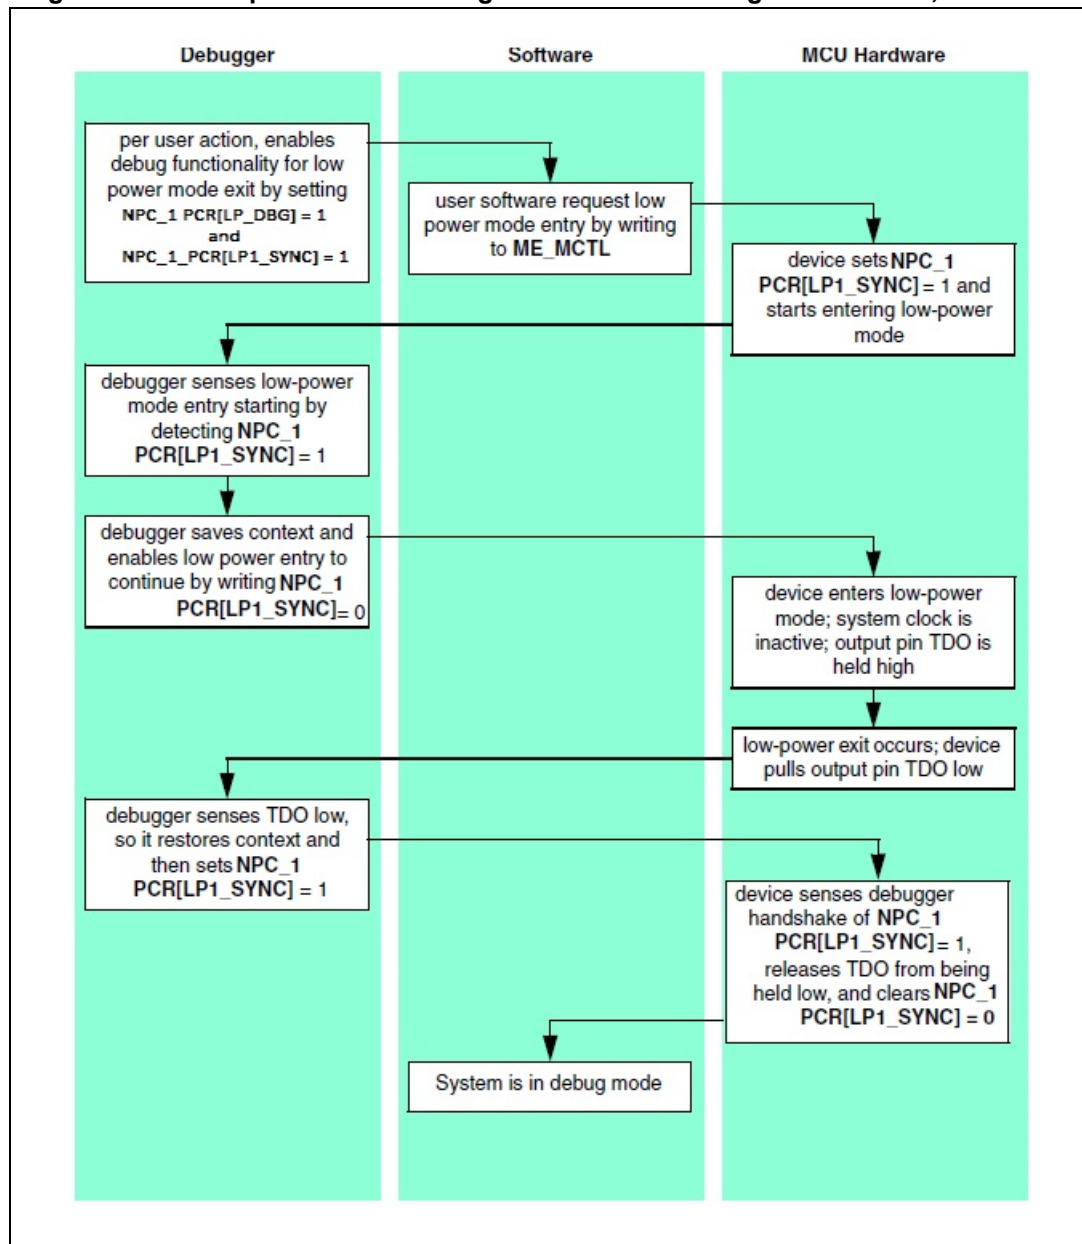 Debugger
Software
MCU Hardware
per user action, enables
debug functionality for low
power mode exit by setting
NPC_1 PCR[LP_DBG] = 1
and
NPC_1_PCR[LP1_SYNC] = 1
user software request low
power mode entry by writing
to ME_MCTL
device sets NPC_1
PCR[LP1_SYNC] = 1 and
starts entering low-power
mode
debugger senses low-power
mode entry starting by
detecting NPC_1
PCR[LP1_SYNC] = 1
debugger saves context and
enables low power entry to
continue by writing NPC_1
PCR[LP1_SYNC]= 0
device enters low-power
mode; system clock is
inactive; output pin TDO is
held high
low-power exit occurs; device
pulls output pin TDO low
debugger senses TDO low,
so it restores context and
then sets NPC_1
PCR[LP1_SYNC] = 1
device senses debugger
handshake of NPC_1
PCR[LP1_SYNC] = 1,
releases TDO from being
held low, and clears NPC_1
PCR[LP1_SYNC] = 0
System is in debug mode